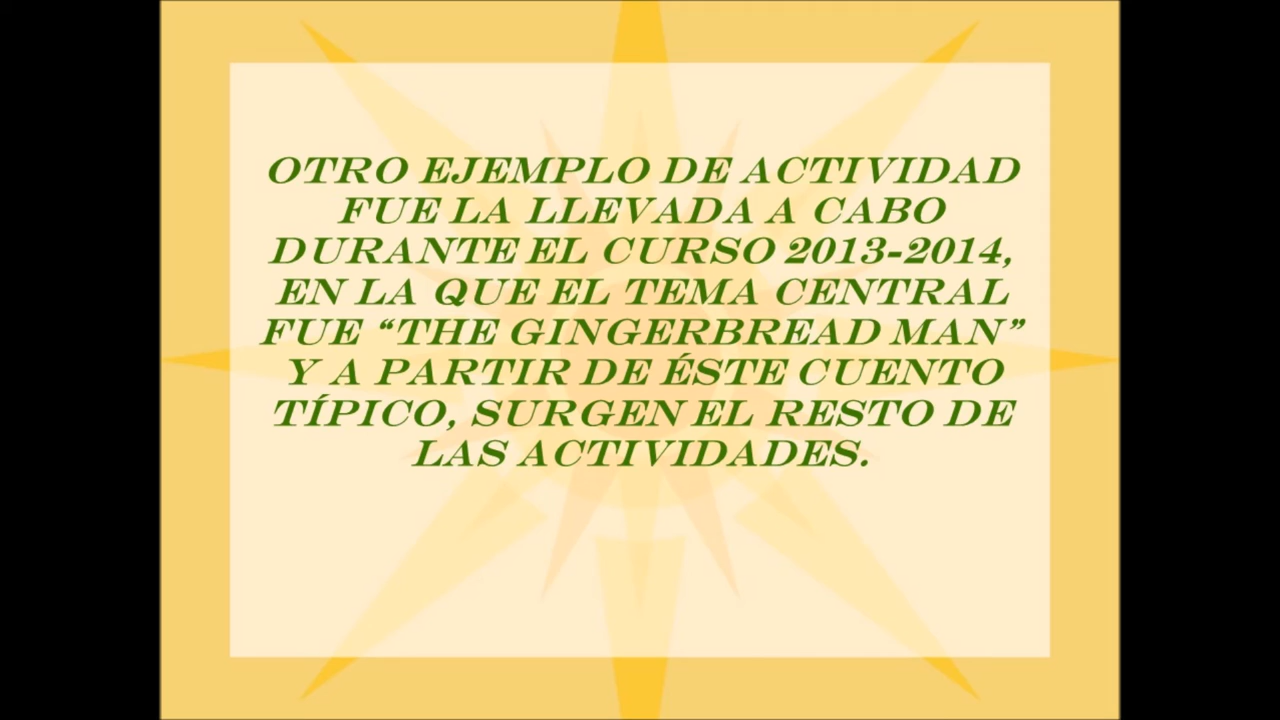 OTRO EJEMPLO DE ACTIVIDAD
FUE LA LLEVADA A CABO
DURANTE EL CURSO 2013-2014,
EN LA QUE EL TEMA CENTRAL
FUE “THE GINGERBREAD MAN”
Y A PARTIR DE ÉSTE CUENTO
TÍPICO, SURGEN EL RESTO DE
LAS ACTIVIDADES.